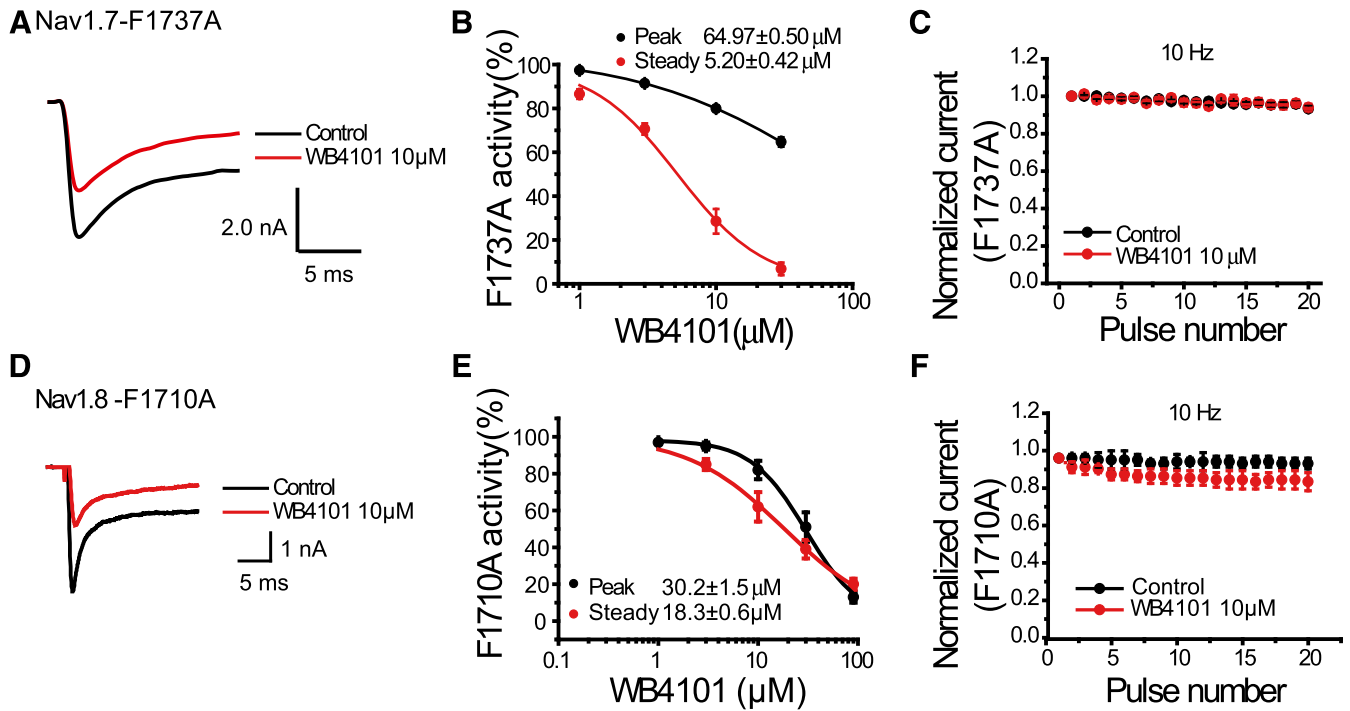 A Nav1.7-F1737A
Control
WB4101 10μM
2.0 nA
5 ms
B
Peak 64.97±0.50 μM
Steady 5.20±0.42 μM
F1737A activity(%)
100
80
60
40
20
0
1 10 100
WB4101(μM)
C
10 Hz
Normalized current
(F1737A)
1.2
1.0
0.8
0.6
0.4
0.2
0.0
Control
WB4101 10 μM
0 5 10 15 20
Pulse number
D
Nav1.8 -F1710A
Control
WB4101 10μM
1 nA
5 ms
E
F1710A activity(%)
100
80
60
40
20
0
Peak 30.2±1.5 μM
Steady 18.3±0.6μM
0.1 1 10 100
WB4101 (μM)
F
10 Hz
Normalized current
(F1710A)
1.2
1.0
0.8
0.6
0.4
0.2
0.0
Control
WB4101 10μM
0 5 10 15 20
Pulse number